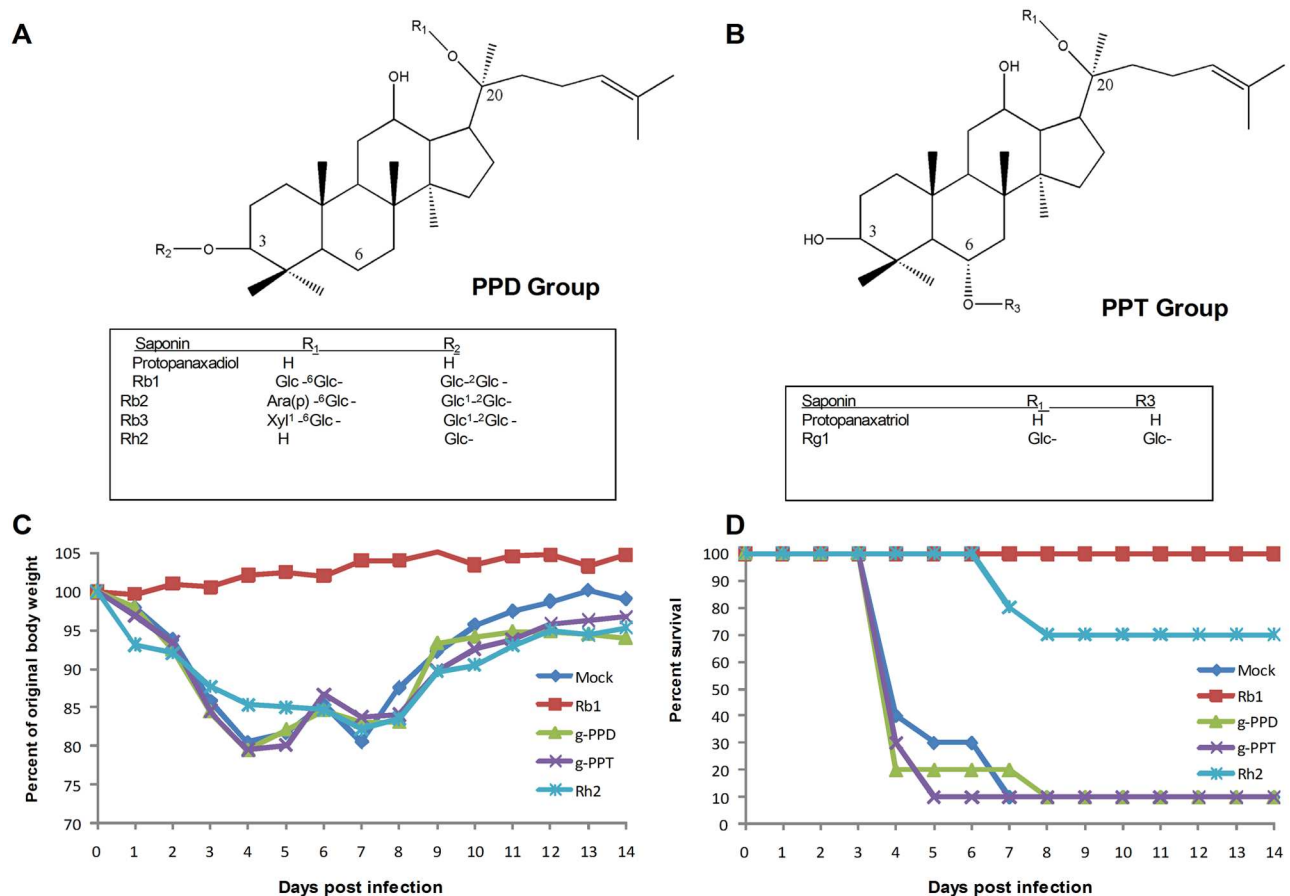 A
R1
O
OH
20
3
6
R2
O
PPD Group
Saponin R1 R2
Protopanaxadiol H H
Rb1 Glc -⁶Glc- Glc-²Glc -
Rb2 Ara(p) -⁶Glc - Glc¹-²Glc-
Rb3 Xyl¹ -⁶Glc - Glc¹-²Glc -
Rh2 H Glc-
B
R1
O
OH
20
3
6
HO
O
R3
PPT Group
Saponin R1 R3
Protopanaxatriol H H
Rg1 Glc- Glc-
C
Percent of original body weight
105
100
95
90
85
80
75
70
0 1 2 3 4 5 6 7 8 9 10 11 12 13 14
Days post infection
Mock
Rb1
g-PPD
g-PPT
Rh2
D
Percent survival
100
90
80
70
60
50
40
30
20
10
0
0 1 2 3 4 5 6 7 8 9 10 11 12 13 14
Days post infection
Mock
Rb1
g-PPD
g-PPT
Rh2